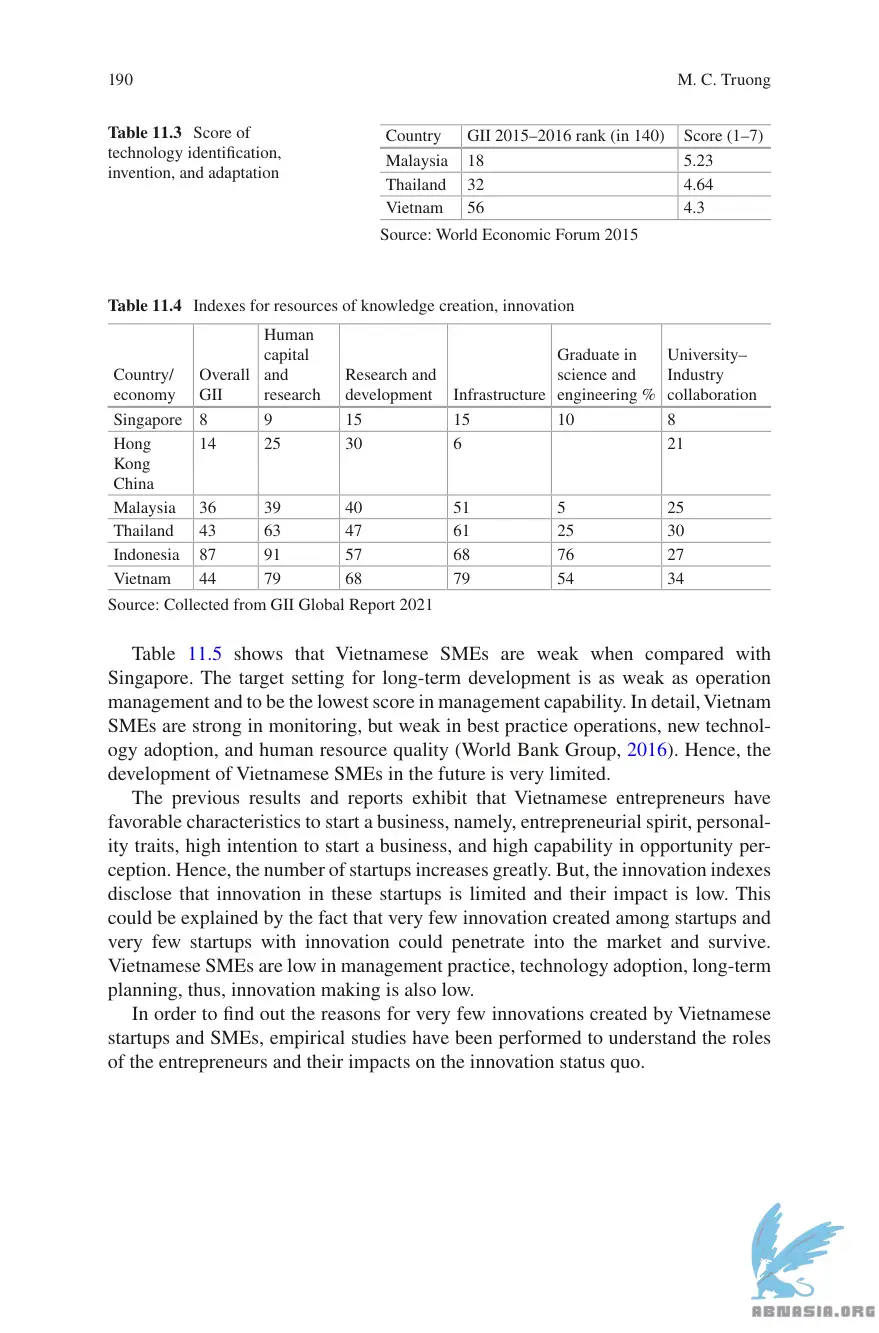 190
M. C. Truong
Table 11.3 Score of
technology identification,
invention, and adaptation
Country GII 2015–2016 rank (in 140) Score (1–7)
Malaysia 18 5.23
Thailand 32 4.64
Vietnam 56 4.3
Source: World Economic Forum 2015
Table 11.4 Indexes for resources of knowledge creation, innovation
Country/
economy
Overall
GII
Human
capital
and
research
Research and
development
Infrastructure
Graduate in
science and
engineering %
University–
Industry
collaboration
Singapore 8 9 15 15 10 8
Hong
Kong
China
14 25 30 6 21
Malaysia 36 39 40 51 5 25
Thailand 43 63 47 61 25 30
Indonesia 87 91 57 68 76 27
Vietnam 44 79 68 79 54 34
Source: Collected from GII Global Report 2021
Table 11.5 shows that Vietnamese SMEs are weak when compared with
Singapore. The target setting for long-term development is as weak as operation
management and to be the lowest score in management capability. In detail, Vietnam
SMEs are strong in monitoring, but weak in best practice operations, new technol-
ogy adoption, and human resource quality (World Bank Group, 2016). Hence, the
development of Vietnamese SMEs in the future is very limited.
The previous results and reports exhibit that Vietnamese entrepreneurs have
favorable characteristics to start a business, namely, entrepreneurial spirit, personal-
ity traits, high intention to start a business, and high capability in opportunity per-
ception. Hence, the number of startups increases greatly. But, the innovation indexes
disclose that innovation in these startups is limited and their impact is low. This
could be explained by the fact that very few innovation created among startups and
very few startups with innovation could penetrate into the market and survive.
Vietnamese SMEs are low in management practice, technology adoption, long-term
planning, thus, innovation making is also low.
In order to find out the reasons for very few innovations created by Vietnamese
startups and SMEs, empirical studies have been performed to understand the roles
of the entrepreneurs and their impacts on the innovation status quo.
ABNASIA.ORG